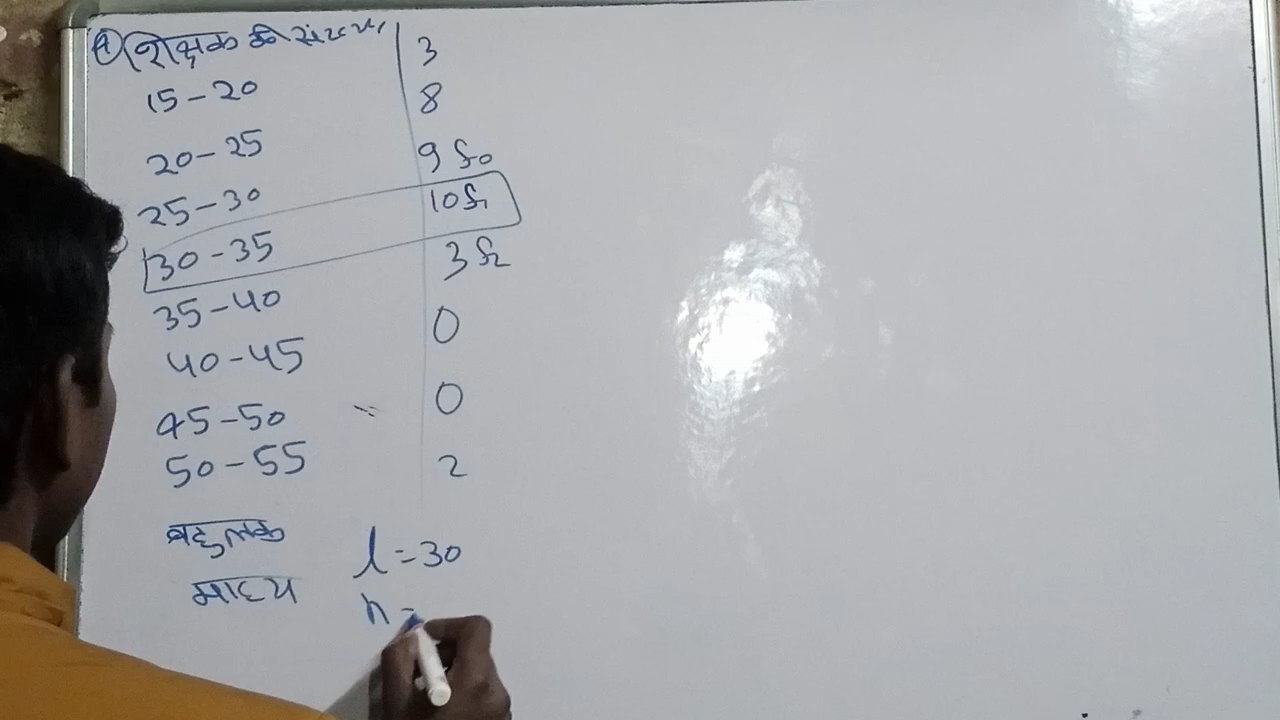 ④ शिक्षक की संख्या 3
15-20 8
20-25 9 f0
25-30 10 f1
30-35 3 f2
35-40 0
40-45 0
45-50 2
50-55
बहुलक l=30
माध्य h=